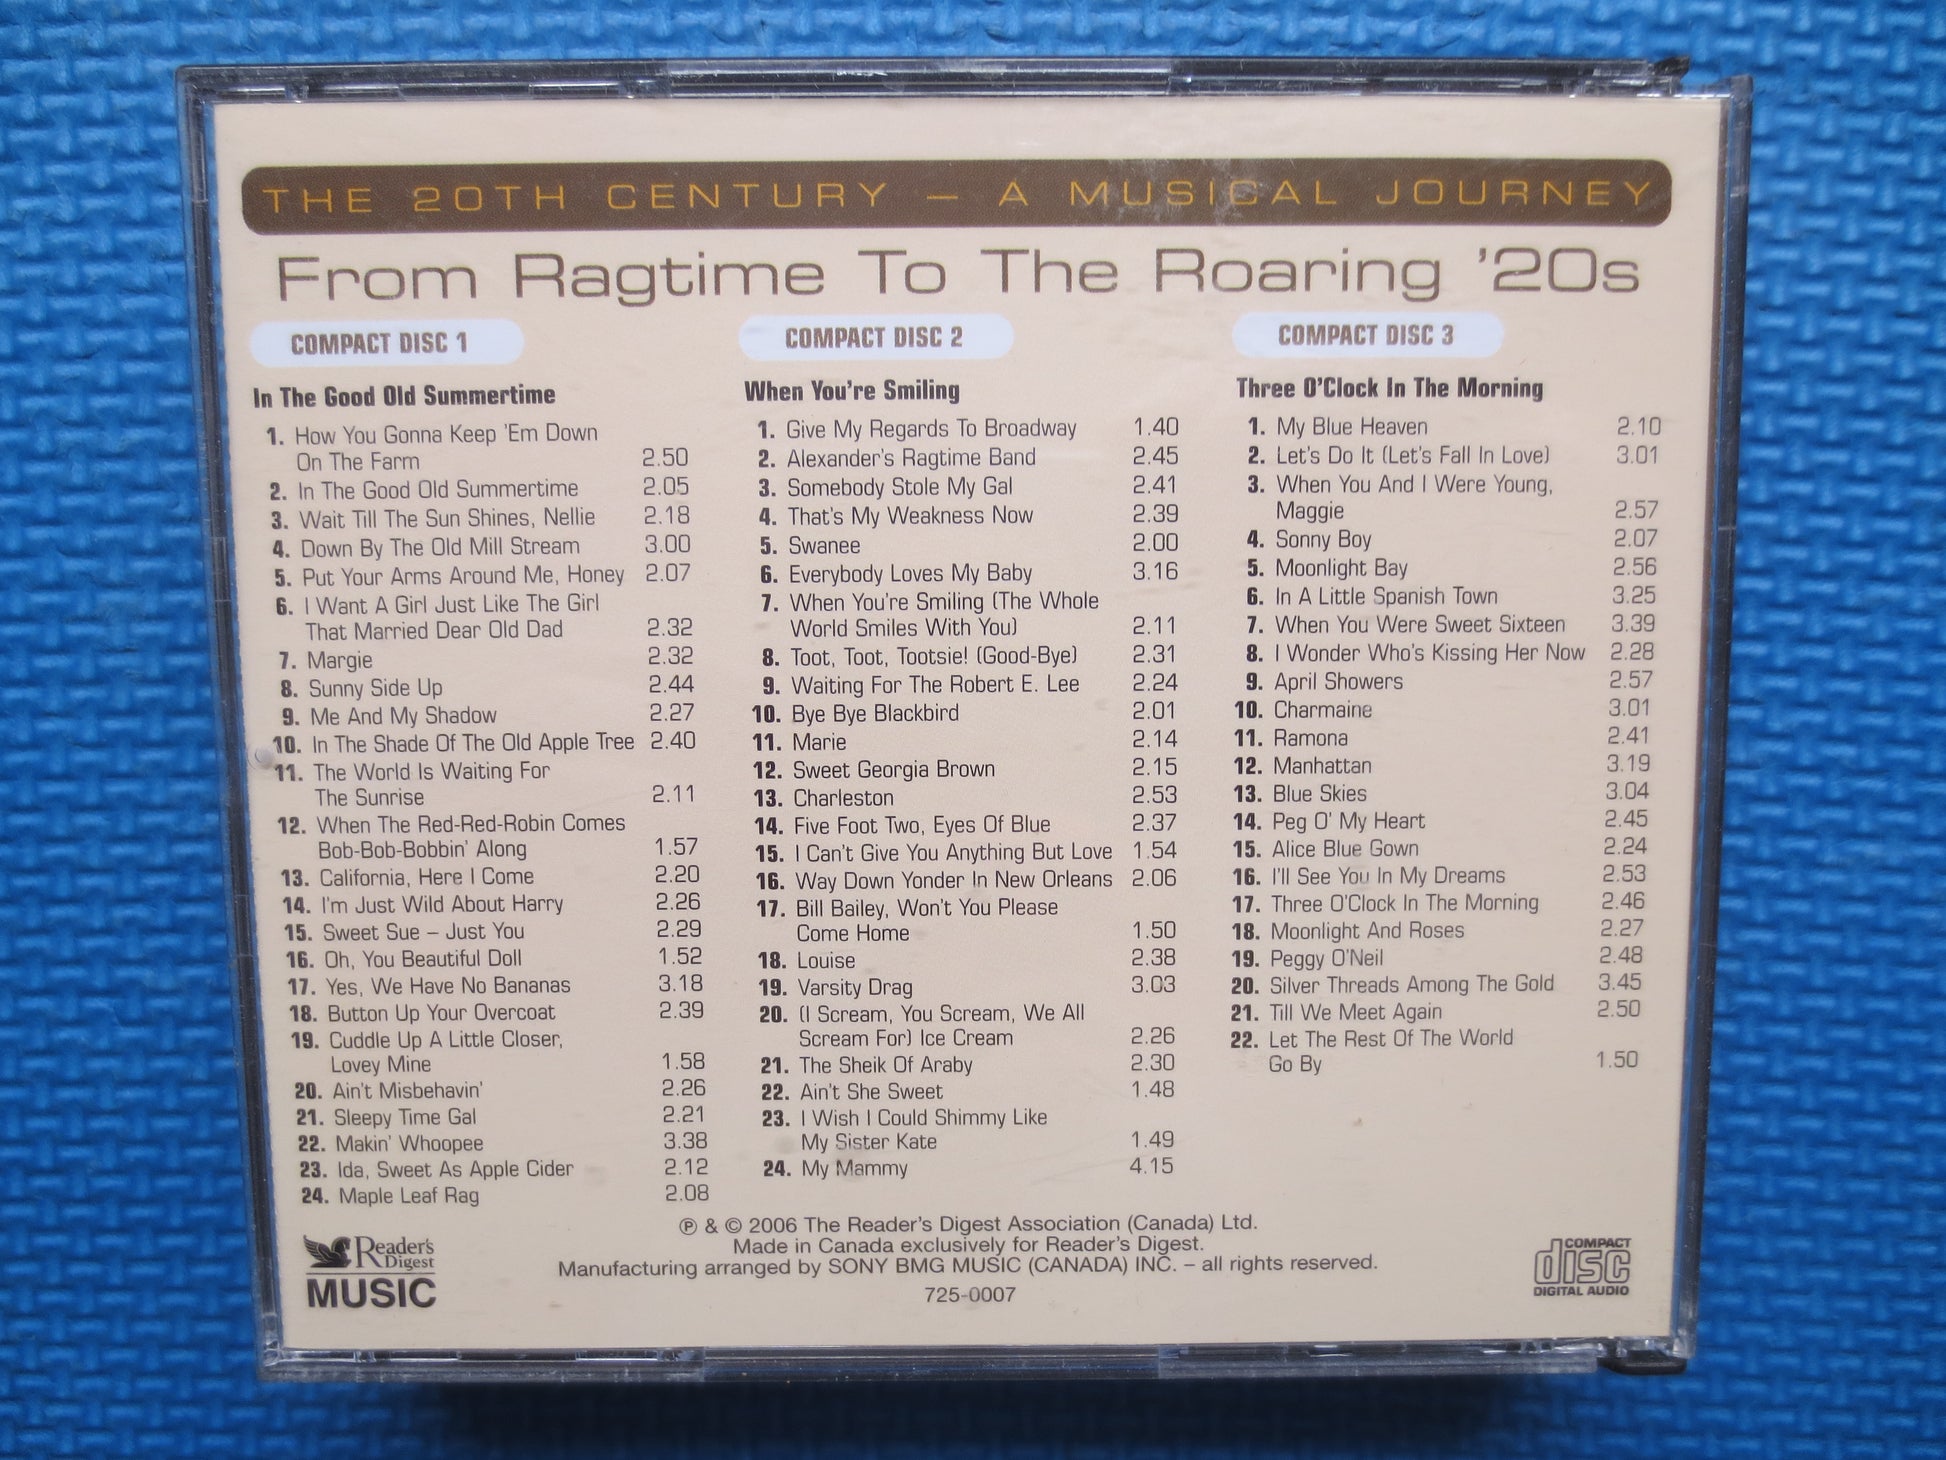 THE 20TH CENTURY – A MUSICAL JOURNEY
From Ragtime To The Roaring '20s
COMPACT DISC 1
In The Good Old Summertime
1. How You Gonna Keep 'Em Down
On The Farm 2.50
2. In The Good Old Summertime 2.05
3. Wait Till The Sun Shines, Nellie 2.18
4. Down By The Old Mill Stream 3.00
5. Put Your Arms Around Me, Honey 2.07
6. I Want A Girl Just Like The Girl
That Married Dear Old Dad 2.32
7. Margie 2.32
8. Sunny Side Up 2.44
9. Me And My Shadow 2.27
10. In The Shade Of The Old Apple Tree 2.40
11. The World Is Waiting For
The Sunrise 2.11
12. When The Red-Red-Robin Comes
Bob-Bob-Bobbin' Along 1.57
13. California, Here I Come 2.20
14. I'm Just Wild About Harry 2.26
15. Sweet Sue – Just You 2.29
16. Oh, You Beautiful Doll 1.52
17. Yes, We Have No Bananas 3.18
18. Button Up Your Overcoat 2.39
19. Cuddle Up A Little Closer,
Lovey Mine 1.58
20. Ain't Misbehavin' 2.26
21. Sleepy Time Gal 2.21
22. Makin' Whoopee 3.38
23. Ida, Sweet As Apple Cider 2.12
24. Maple Leaf Rag 2.08
COMPACT DISC 2
When You're Smiling
1. Give My Regards To Broadway 1.40
2. Alexander's Ragtime Band 2.45
3. Somebody Stole My Gal 2.41
4. That's My Weakness Now 2.39
5. Swanee 2.00
6. Everybody Loves My Baby 3.16
7. When You're Smiling (The Whole
World Smiles With You) 2.11
8. Toot, Toot, Tootsie! (Good-Bye) 2.31
9. Waiting For The Robert E. Lee 2.24
10. Bye Bye Blackbird 2.01
11. Marie 2.14
12. Sweet Georgia Brown 2.15
13. Charleston 2.53
14. Five Foot Two, Eyes Of Blue 2.37
15. I Can't Give You Anything But Love 1.54
16. Way Down Yonder In New Orleans 2.06
17. Bill Bailey, Won't You Please
Come Home 1.50
18. Louise 2.38
19. Varsity Drag 3.03
20. (I Scream, You Scream, We All
Scream For) Ice Cream 2.26
21. The Sheik Of Araby 2.30
22. Ain't She Sweet 1.48
23. I Wish I Could Shimmy Like
My Sister Kate 1.49
24. My Mammy 4.15
COMPACT DISC 3
Three O'Clock In The Morning
1. My Blue Heaven 2.10
2. Let's Do It (Let's Fall In Love) 3.01
3. When You And I Were Young,
Maggie 2.57
4. Sonny Boy 2.07
5. Moonlight Bay 2.56
6. In A Little Spanish Town 3.25
7. When You Were Sweet Sixteen 3.39
8. I Wonder Who's Kissing Her Now 2.28
9. April Showers 2.57
10. Charmaine 3.01
11. Ramona 2.41
12. Manhattan 3.19
13. Blue Skies 3.04
14. Peg O' My Heart 2.45
15. Alice Blue Gown 2.24
16. I'll See You In My Dreams 2.53
17. Three O'Clock In The Morning 2.46
18. Moonlight And Roses 2.27
19. Peggy O'Neil 2.48
20. Silver Threads Among The Gold 3.45
21. Till We Meet Again 2.50
22. Let The Rest Of The World
Go By 1.50
Reader's
Digest
MUSIC
℗ & © 2006 The Reader's Digest Association (Canada) Ltd.
Made in Canada exclusively for Reader's Digest.
Manufacturing arranged by SONY BMG MUSIC (CANADA) INC. – all rights reserved.
725-0007
COMPACT
disc
DIGITAL AUDIO